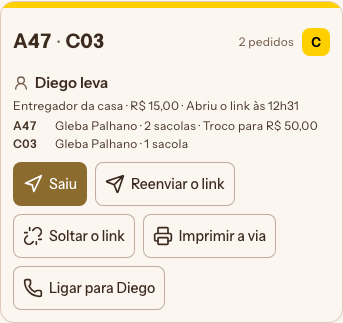 A47 · C03
2 pedidos
C
Diego leva
Entregador da casa · R$ 15,00 · Abriu o link às 12h31
A47 Gleba Palhano · 2 sacolas · Troco para R$ 50,00
C03 Gleba Palhano · 1 sacola
Saiu
Reenviar o link
Soltar o link
Imprimir a via
Ligar para Diego